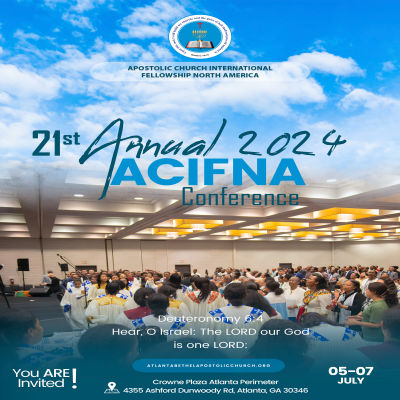 APOSTOLIC CHURCH INTERNATIONAL
FELLOWSHIP NORTH AMERICA
21st Annual 2024
ACIFNA
Conference
Deuteronomy 6:4
Hear, O Israel: The LORD our God
is one LORD:
ATLANTABETHELAPOSTOLICCHURCH.ORG
You ARE
Invited!
Crowne Plaza Atlanta Perimeter
4355 Ashford Dunwoody Rd, Atlanta, GA 30346
05-07
JULY